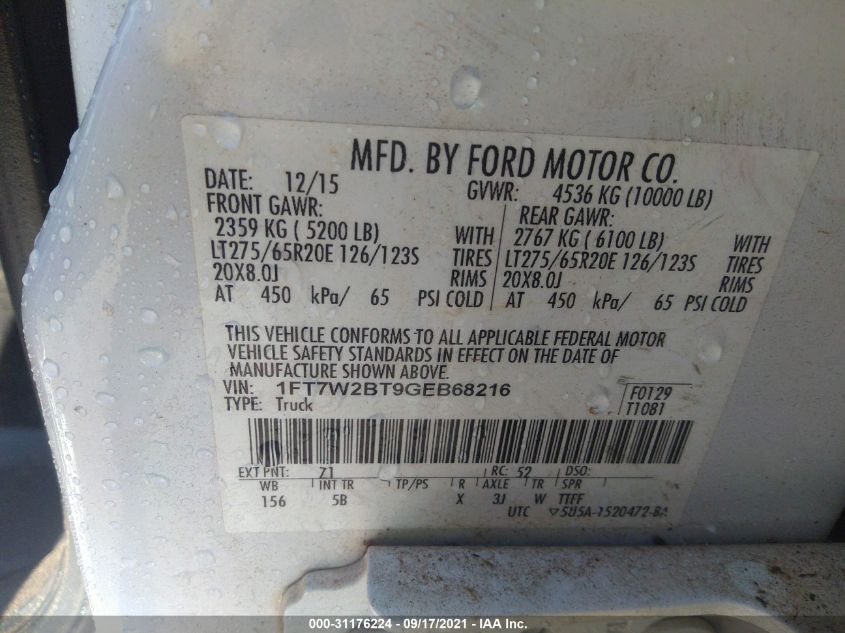 MFD. BY FORD MOTOR CO.
DATE: 12/15 GVWR: 4536 KG (10000 LB)
FRONT GAWR: REAR GAWR:
2359 KG ( 5200 LB) WITH 2767 KG ( 6100 LB) WITH
LT275/65R20E 126/123S TIRES LT275/65R20E 126/123S TIRES
20X8.0J RIMS 20X8.0J RIMS
AT 450 kPa/ 65 PSI COLD AT 450 kPa/ 65 PSI COLD
THIS VEHICLE CONFORMS TO ALL APPLICABLE FEDERAL MOTOR
VEHICLE SAFETY STANDARDS IN EFFECT ON THE DATE OF
MANUFACTURE SHOWN ABOVE.
VIN: 1FT7W2BT9GEB68216 F0129
TYPE: Truck T1081
EXT PNT: Z1 RC: 52 DSO:
WB INT TR TP/PS R AXLE TR SPR
156 5B X 3J W TTFF
UTC ▽5U5A-1520472-BA
000-31176224 - 09/17/2021 - IAA Inc.